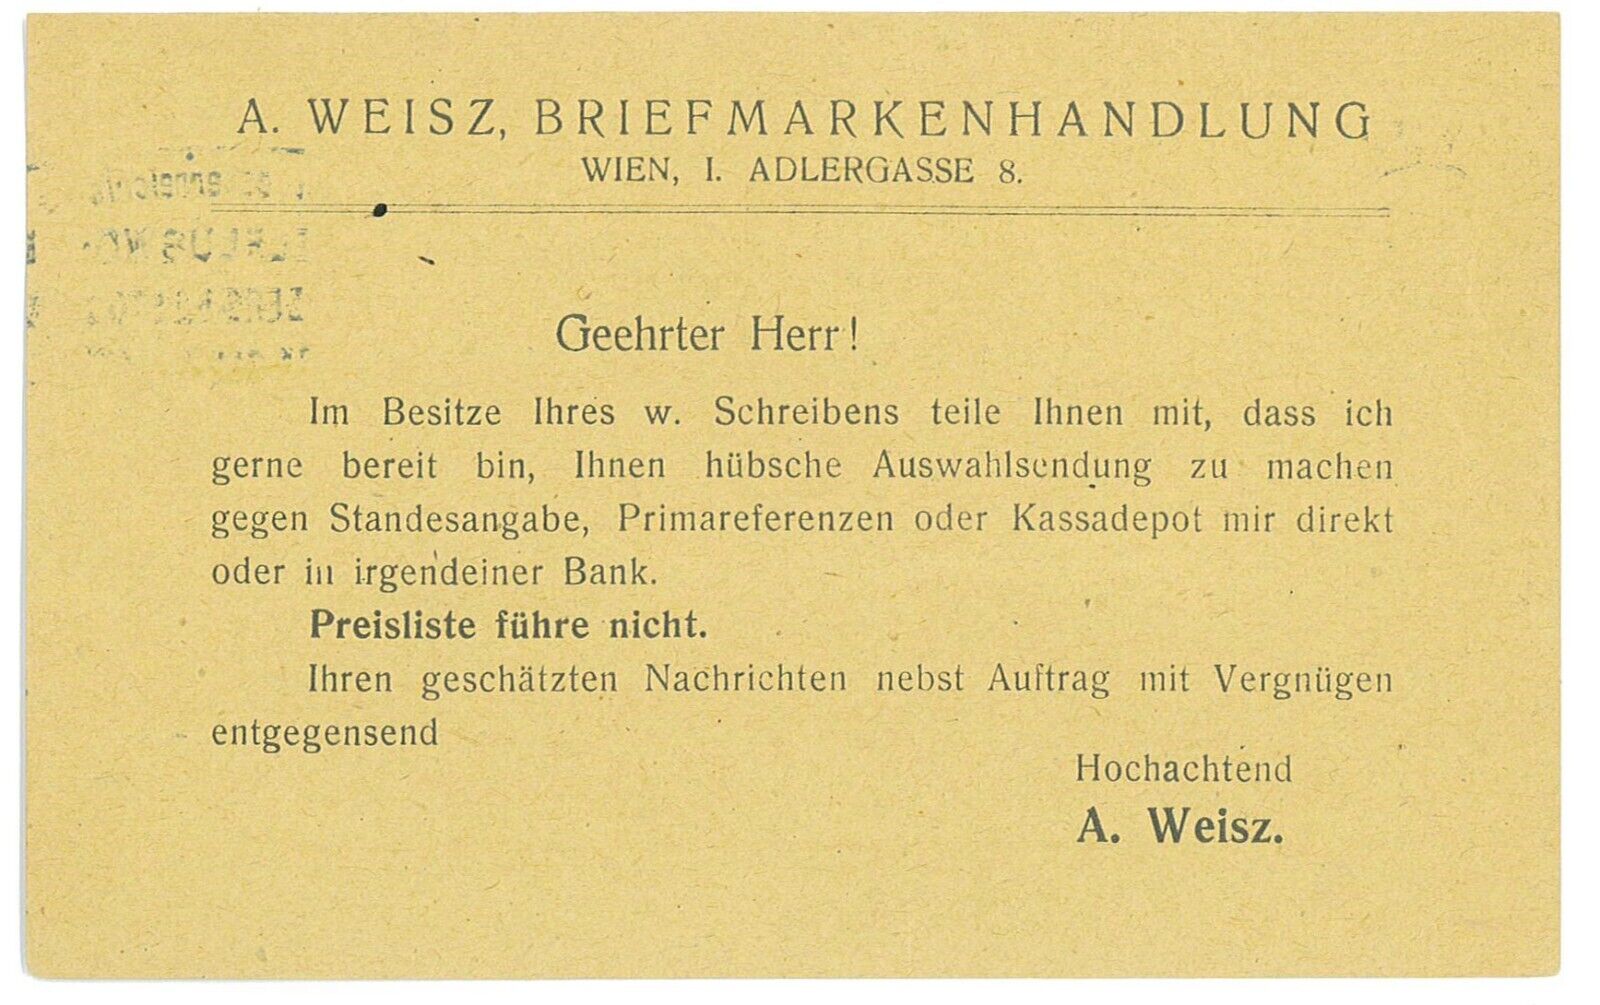 A. WEISZ, BRIEFMARKENHANDLUNG
WIEN, I. ADLERGASSE 8.
Geehrter Herr!
Im Besitze Ihres w. Schreibens teile Ihnen mit, dass ich
gerne bereit bin, Ihnen hübsche Auswahlsendung zu machen
gegen Standesangabe, Primareferenzen oder Kassadepot mir direkt
oder in irgendeiner Bank.
Preisliste führe nicht.
Ihren geschätzten Nachrichten nebst Auftrag mit Vergnügen
entgegensend
Hochachtend
A. Weisz.